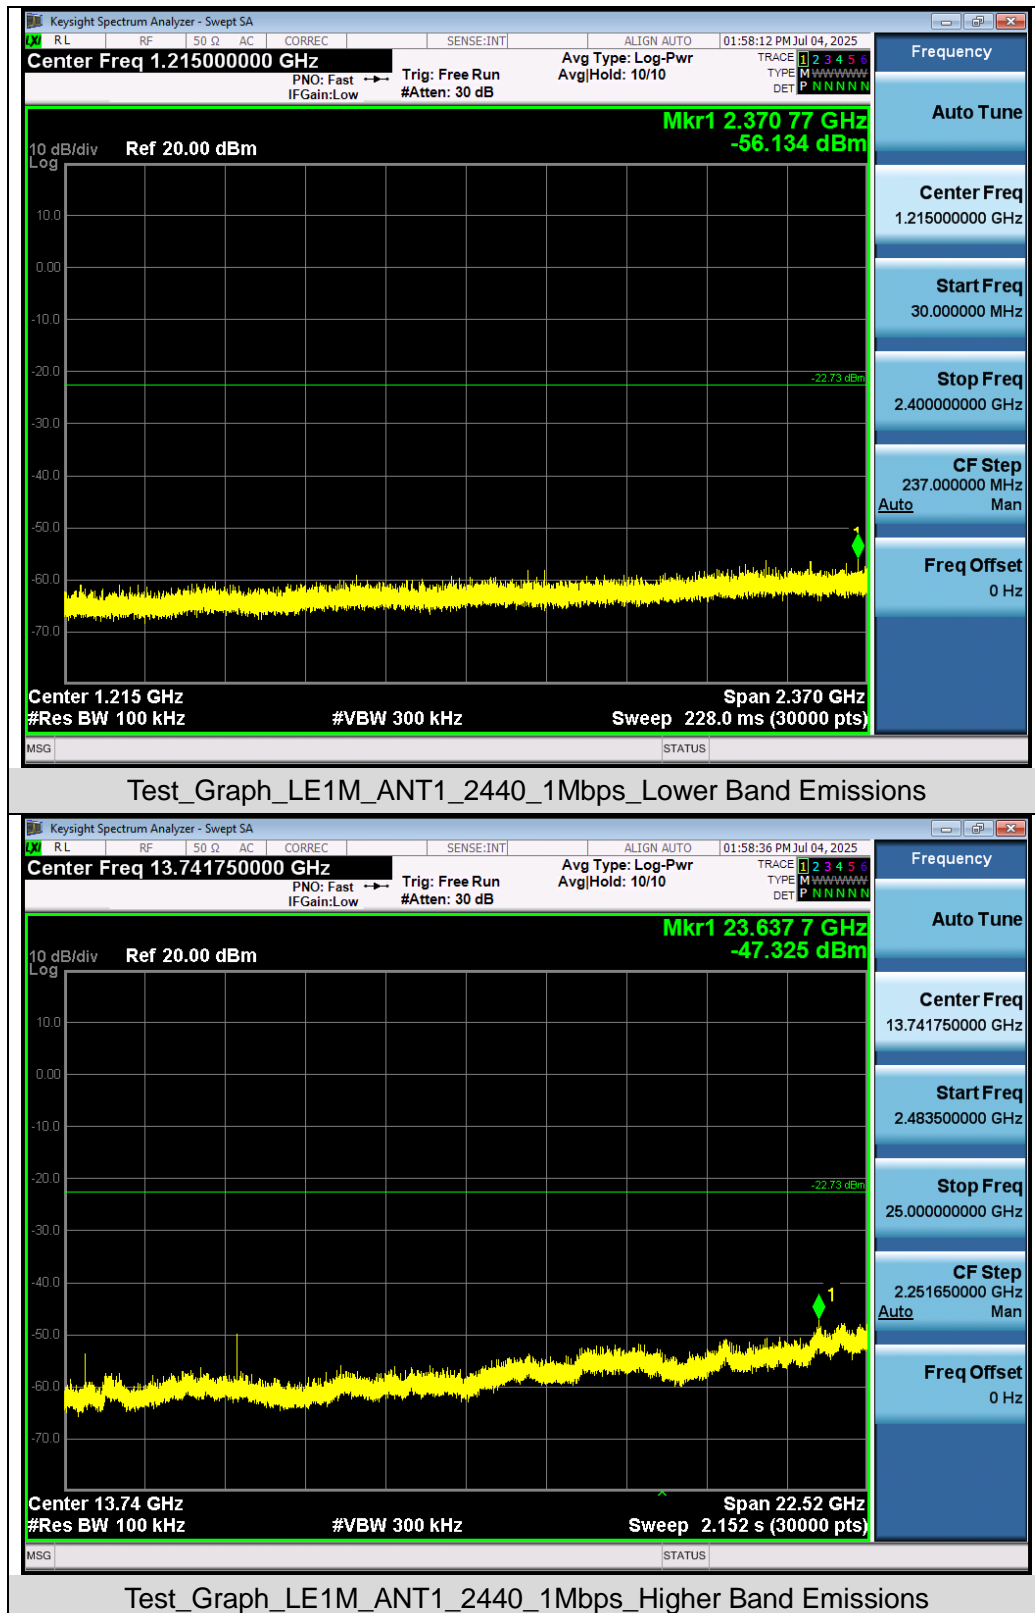 Keysight Spectrum Analyzer - Swept SA
LXI RL RF 50 Ω AC CORREC SENSE:INT ALIGN AUTO 01:58:12 PM Jul 04, 2025
Center Freq 1.215000000 GHz
PNO: Fast
IFGain:Low
Trig: Free Run
#Atten: 30 dB
Avg Type: Log-Pwr
Avg|Hold: 10/10
TRACE 1 2 3 4 5 6
TYPE M WWWWW
DET P N N N N N
Mkr1 2.370 77 GHz
-56.134 dBm
10 dB/div
Log
Ref 20.00 dBm
10.0
0.00
-10.0
-20.0
-22.73 dBm
-30.0
-40.0
-50.0
1
-60.0
-70.0
Center 1.215 GHz
Span 2.370 GHz
#Res BW 100 kHz
#VBW 300 kHz
Sweep 228.0 ms (30000 pts)
MSG
STATUS
Frequency
Auto Tune
Center Freq
1.215000000 GHz
Start Freq
30.000000 MHz
Stop Freq
2.400000000 GHz
CF Step
237.000000 MHz
Auto Man
Freq Offset
0 Hz
Test_Graph_LE1M_ANT1_2440_1Mbps_Lower Band Emissions
Keysight Spectrum Analyzer - Swept SA
LXI RL RF 50 Ω AC CORREC SENSE:INT ALIGN AUTO 01:58:36 PM Jul 04, 2025
Center Freq 13.741750000 GHz
PNO: Fast
IFGain:Low
Trig: Free Run
#Atten: 30 dB
Avg Type: Log-Pwr
Avg|Hold: 10/10
TRACE 1 2 3 4 5 6
TYPE M WWWWW
DET P N N N N N
Mkr1 23.637 7 GHz
-47.325 dBm
10 dB/div
Log
Ref 20.00 dBm
10.0
0.00
-10.0
-20.0
-22.73 dBm
-30.0
-40.0
1
-50.0
-60.0
-70.0
Center 13.74 GHz
Span 22.52 GHz
#Res BW 100 kHz
#VBW 300 kHz
Sweep 2.152 s (30000 pts)
MSG
STATUS
Frequency
Auto Tune
Center Freq
13.741750000 GHz
Start Freq
2.483500000 GHz
Stop Freq
25.000000000 GHz
CF Step
2.251650000 GHz
Auto Man
Freq Offset
0 Hz
Test_Graph_LE1M_ANT1_2440_1Mbps_Higher Band Emissions